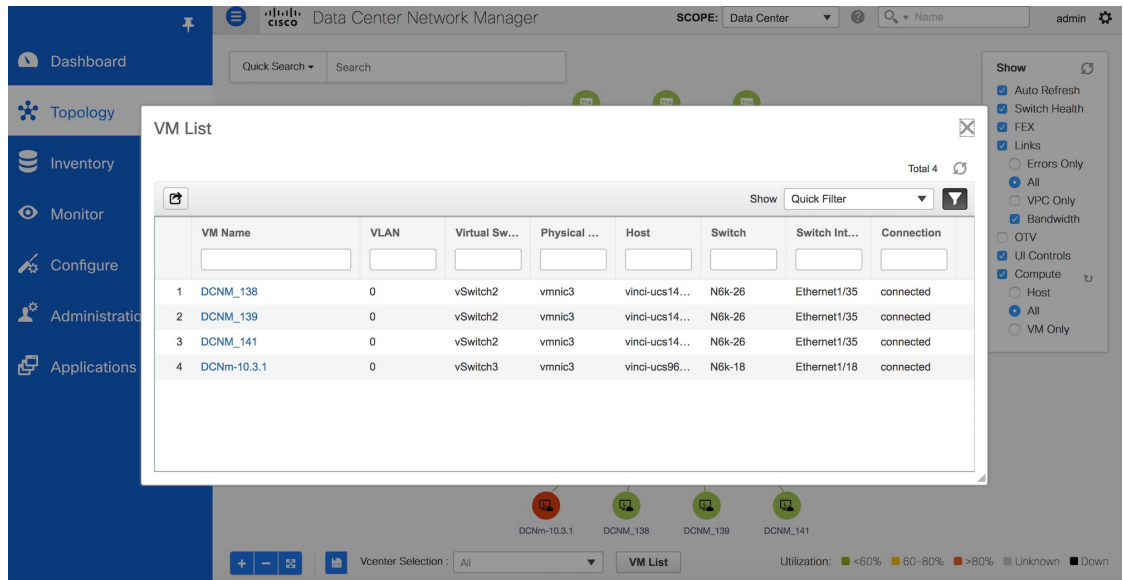 cisco Data Center Network Manager
SCOPE: Data Center
Name
admin
Dashboard
Topology
Inventory
Monitor
Configure
Administratio
Applications
Quick Search
Search
Show
Auto Refresh
Switch Health
FEX
Links
Errors Only
All
VPC Only
Bandwidth
OTV
UI Controls
Compute
Host
All
VM Only
VM List
Total 4
Show Quick Filter
VM Name VLAN Virtual Sw... Physical ... Host Switch Switch Int... Connection
1 DCNM_138 0 vSwitch2 vmnic3 vinci-ucs14... N6k-26 Ethernet1/35 connected
2 DCNM_139 0 vSwitch2 vmnic3 vinci-ucs14... N6k-26 Ethernet1/35 connected
3 DCNM_141 0 vSwitch2 vmnic3 vinci-ucs14... N6k-26 Ethernet1/35 connected
4 DCNm-10.3.1 0 vSwitch3 vmnic3 vinci-ucs96... N6k-18 Ethernet1/18 connected
DCNm-10.3.1 DCNM_138 DCNM_139 DCNM_141
Vcenter Selection : All VM List
Utilization: <60% 60-80% >80% Unknown Down